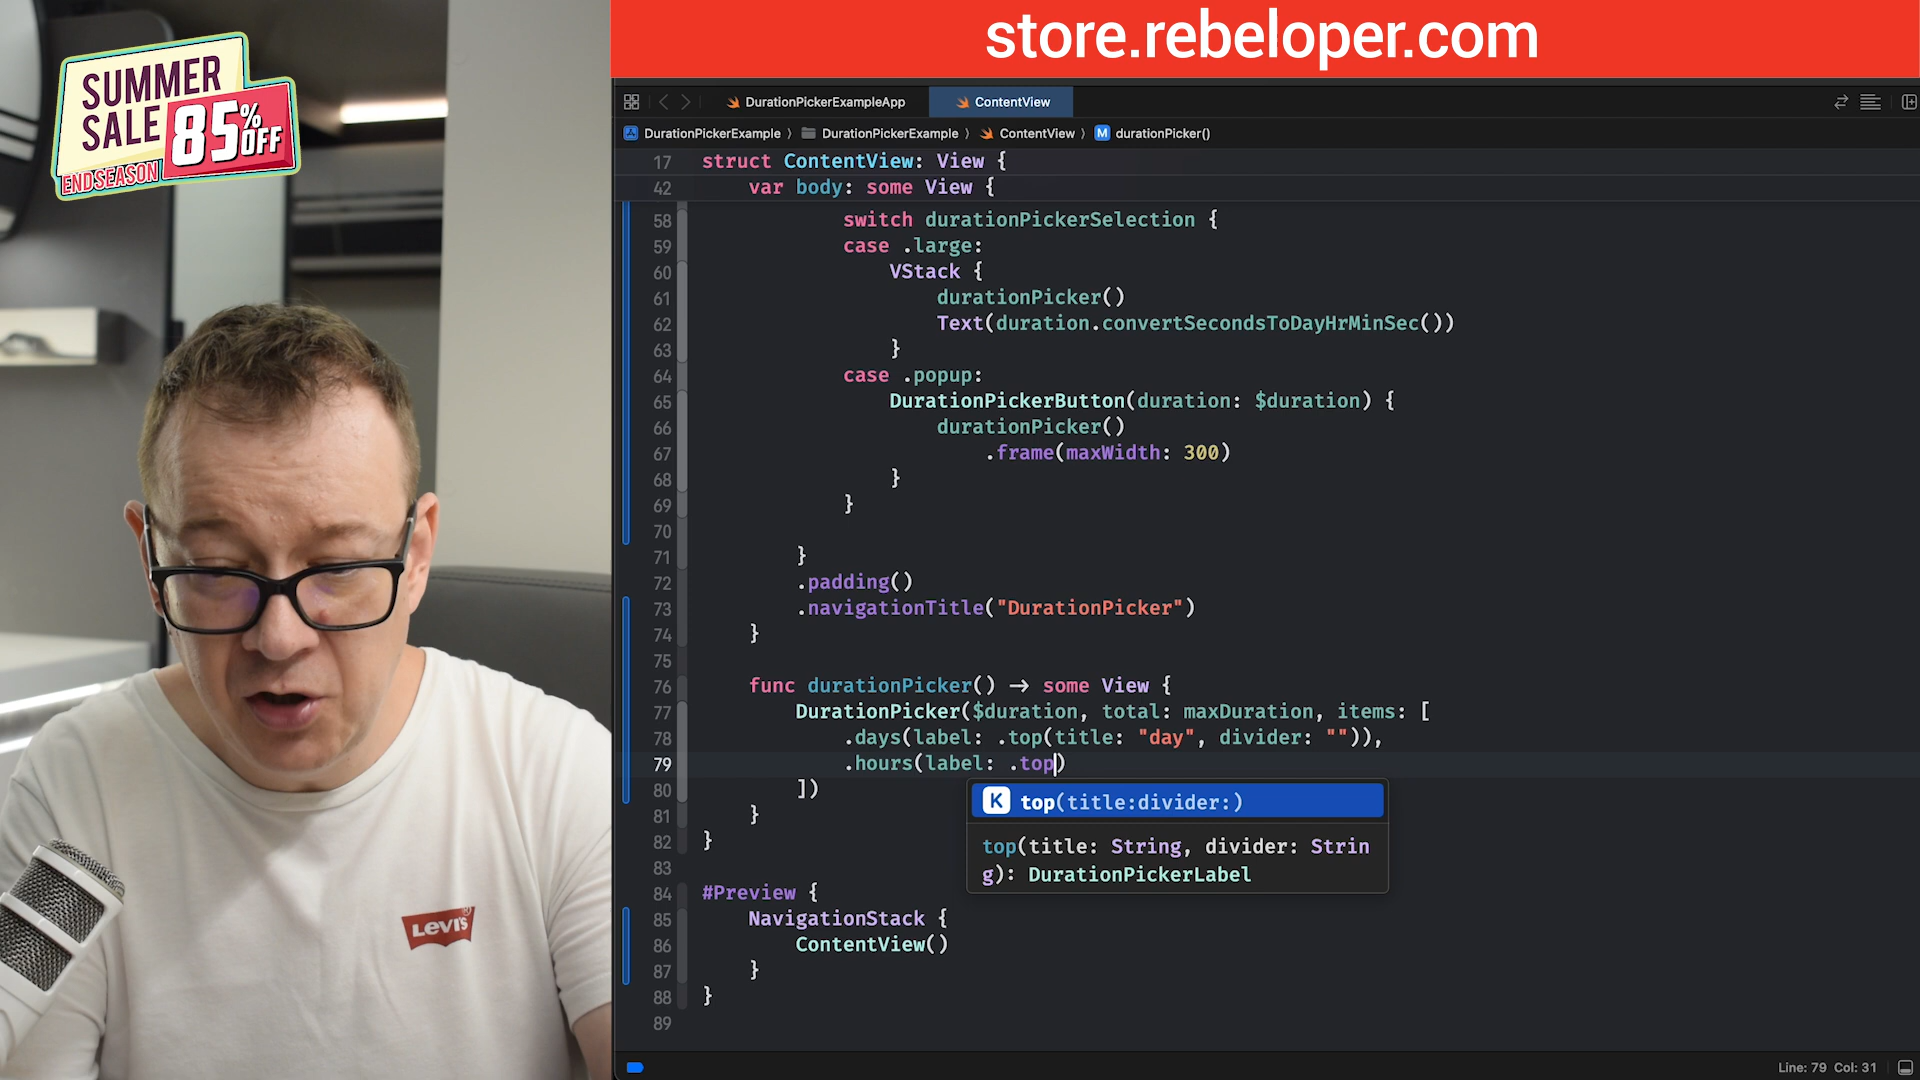 SUMMER
SALE 85% OFF
END SEASON
store.rebeloper.com
DurationPickerExampleApp ContentView
DurationPickerExample 〉 DurationPickerExample 〉 ContentView 〉 M durationPicker()
17 struct ContentView: View {
42 var body: some View {
58 switch durationPickerSelection {
59 case .large:
60 VStack {
61 durationPicker()
62 Text(duration.convertSecondsToDayHrMinSec())
63 }
64 case .popup:
65 DurationPickerButton(duration: $duration) {
66 durationPicker()
67 .frame(maxWidth: 300)
68 }
69 }
70
71 }
72 .padding()
73 .navigationTitle("DurationPicker")
74 }
75
76 func durationPicker() -> some View {
77 DurationPicker($duration, total: maxDuration, items: [
78 .days(label: .top(title: "day", divider: "")),
79 .hours(label: .top)
80 ])
K top(title:divider:)
81 }
82 }
top(title: String, divider: Strin
g): DurationPickerLabel
83
84 #Preview {
85 NavigationStack {
86 ContentView()
87 }
88 }
89
LEVI'S
Line: 79 Col: 31